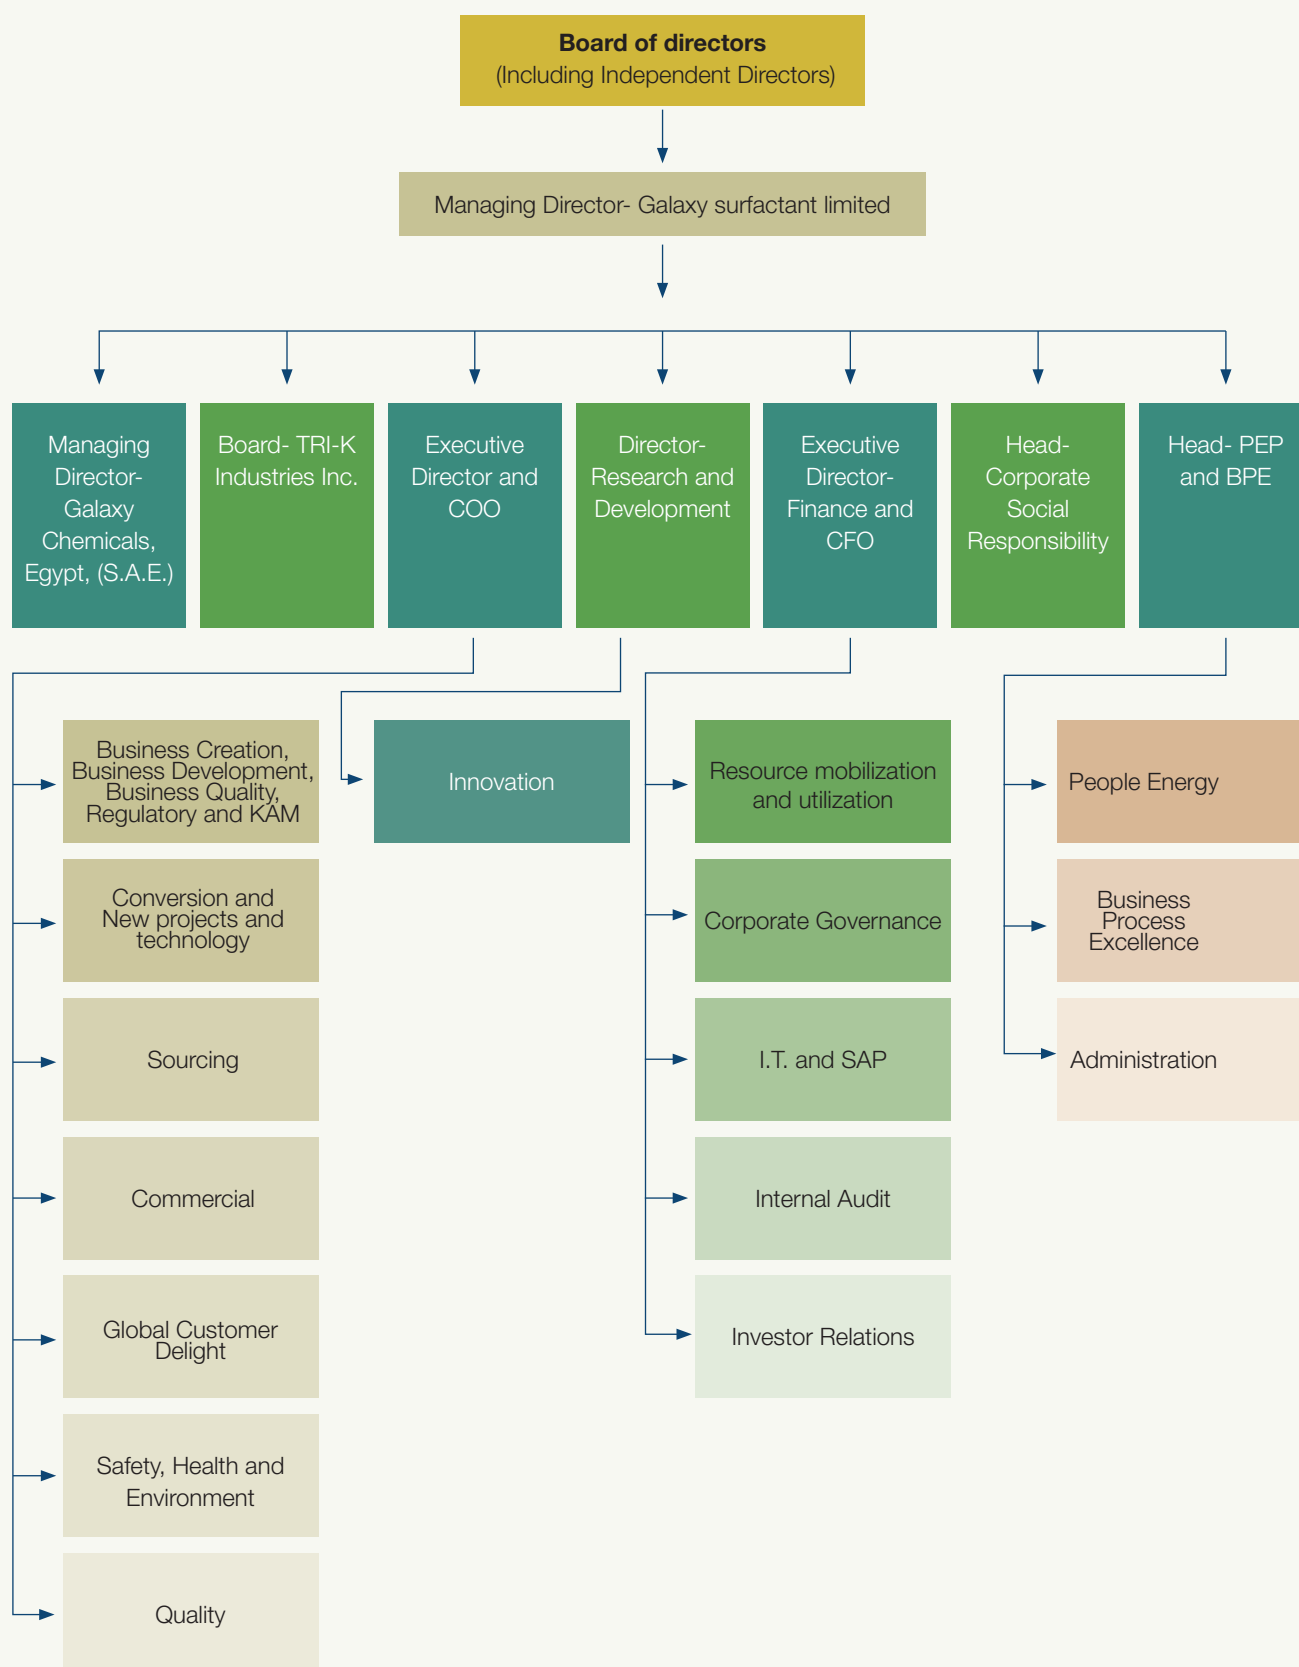 Board of directors
(Including Independent Directors)
Managing Director- Galaxy surfactant limited
Managing
Director-
Galaxy
Chemicals,
Egypt, (S.A.E.)
Board- TRI-K
Industries Inc.
Executive
Director and
COO
Director-
Research and
Development
Executive
Director-
Finance and
CFO
Head-
Corporate
Social
Responsibility
Head- PEP
and BPE
Business Creation,
Business Development,
Business Quality,
Regulatory and KAM
Conversion and
New projects and
technology
Sourcing
Commercial
Global Customer
Delight
Safety, Health and
Environment
Quality
Innovation
Resource mobilization
and utilization
Corporate Governance
I.T. and SAP
Internal Audit
Investor Relations
People Energy
Business
Process
Excellence
Administration